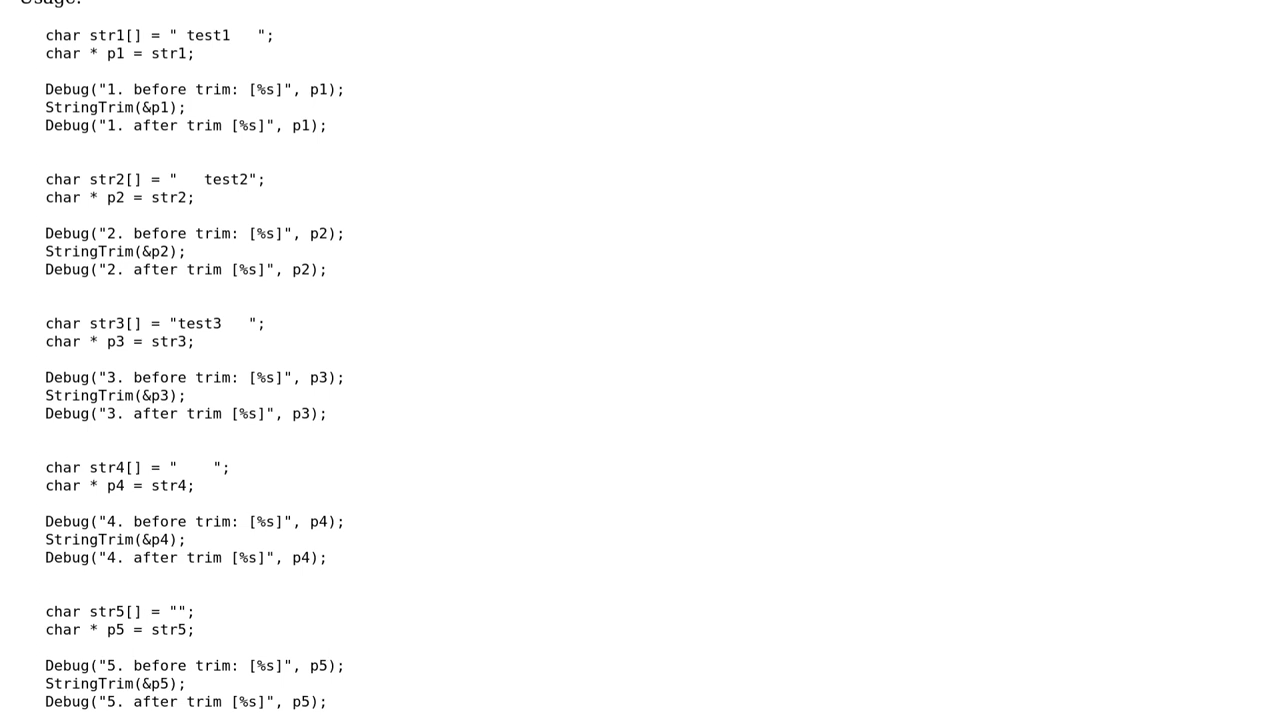 Usage:
char str1[] = " test1   ";
char * p1 = str1;
Debug("1. before trim: [%s]", p1);
StringTrim(&p1);
Debug("1. after trim [%s]", p1);
char str2[] = "   test2";
char * p2 = str2;
Debug("2. before trim: [%s]", p2);
StringTrim(&p2);
Debug("2. after trim [%s]", p2);
char str3[] = "test3   ";
char * p3 = str3;
Debug("3. before trim: [%s]", p3);
StringTrim(&p3);
Debug("3. after trim [%s]", p3);
char str4[] = "    ";
char * p4 = str4;
Debug("4. before trim: [%s]", p4);
StringTrim(&p4);
Debug("4. after trim [%s]", p4);
char str5[] = "";
char * p5 = str5;
Debug("5. before trim: [%s]", p5);
StringTrim(&p5);
Debug("5. after trim [%s]", p5);